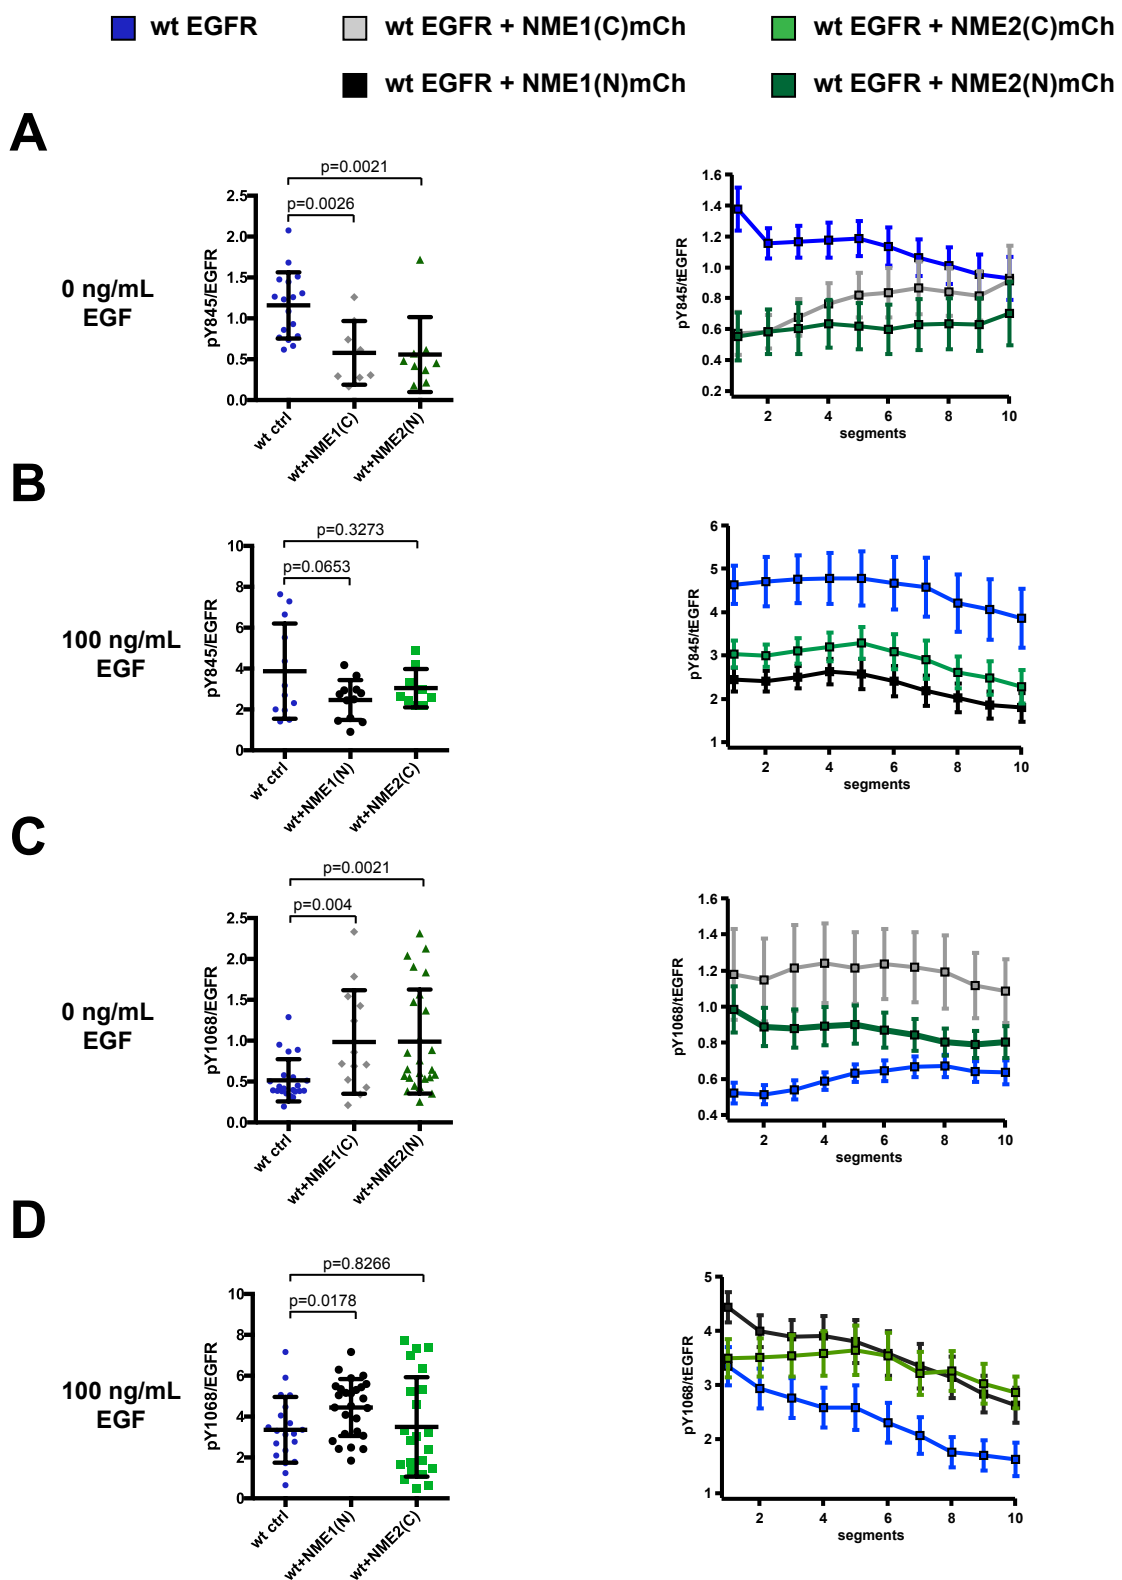 wt EGFR
wt EGFR + NME1(C)mCh
wt EGFR + NME2(C)mCh
wt EGFR + NME1(N)mCh
wt EGFR + NME2(N)mCh
A
0 ng/mL
EGF
p=0.0021
p=0.0026
pY845/EGFR
2.5
2.0
1.5
1.0
0.5
0.0
wt ctrl
wt+NME1(C)
wt+NME2(N)
pY845/tEGFR
1.6
1.4
1.2
1.0
0.8
0.6
0.4
0.2
2
4
6
8
10
segments
B
100 ng/mL
EGF
p=0.3273
p=0.0653
pY845/EGFR
10
8
6
4
2
0
wt ctrl
wt+NME1(N)
wt+NME2(C)
pY845/tEGFR
6
5
4
3
2
1
2
4
6
8
10
segments
C
0 ng/mL
EGF
p=0.0021
p=0.004
pY1068/EGFR
2.5
2.0
1.5
1.0
0.5
0.0
wt ctrl
wt+NME1(C)
wt+NME2(N)
pY1068/tEGFR
1.6
1.4
1.2
1.0
0.8
0.6
0.4
2
4
6
8
10
segments
D
100 ng/mL
EGF
p=0.8266
p=0.0178
pY1068/EGFR
10
8
6
4
2
0
wt ctrl
wt+NME1(N)
wt+NME2(C)
pY1068/tEGFR
5
4
3
2
1
2
4
6
8
10
segments